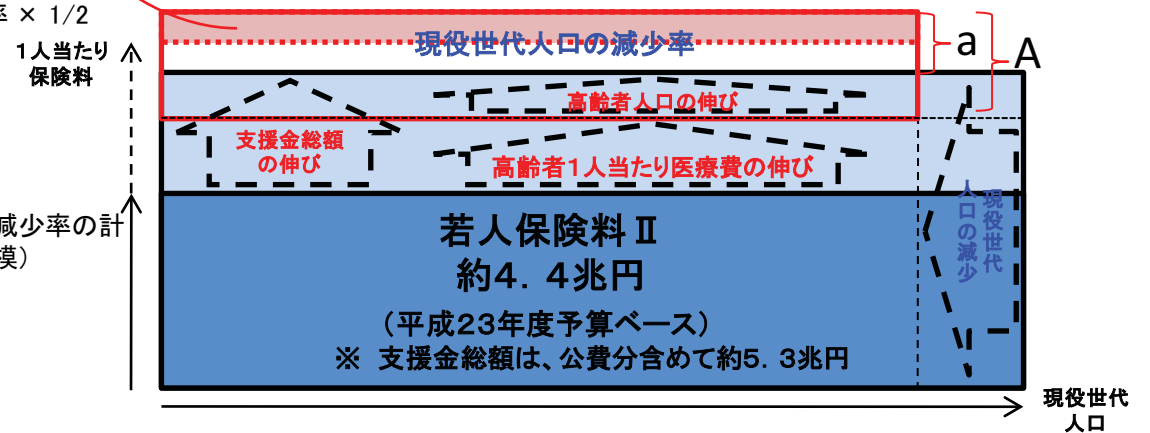 率 × 1/2
1人当たり
保険料
現役世代人口の減少率
a
A
高齢者人口の伸び
支援金総額
の伸び
高齢者1人当たり医療費の伸び
減少率の計
模)
若人保険料Ⅱ
約4.4兆円
(平成23年度予算ベース)
※ 支援金総額は、公費分含めて約5.3兆円
現役世代
人口の減少
現役世代
人口